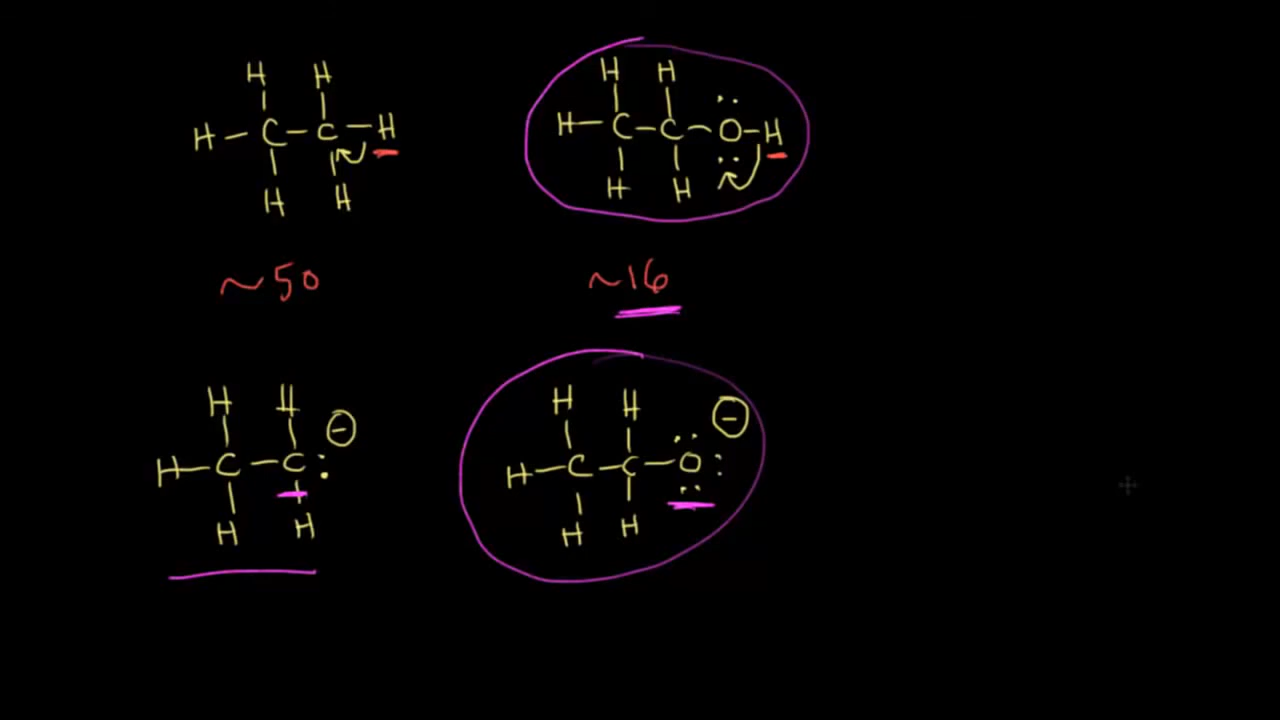 H H
H – C – C – H
H H
H H
H – C – C – O – H
H H
~50
~16
H H
H – C – C: ⊖
H H
H H
H – C – C – O: ⊖
H H